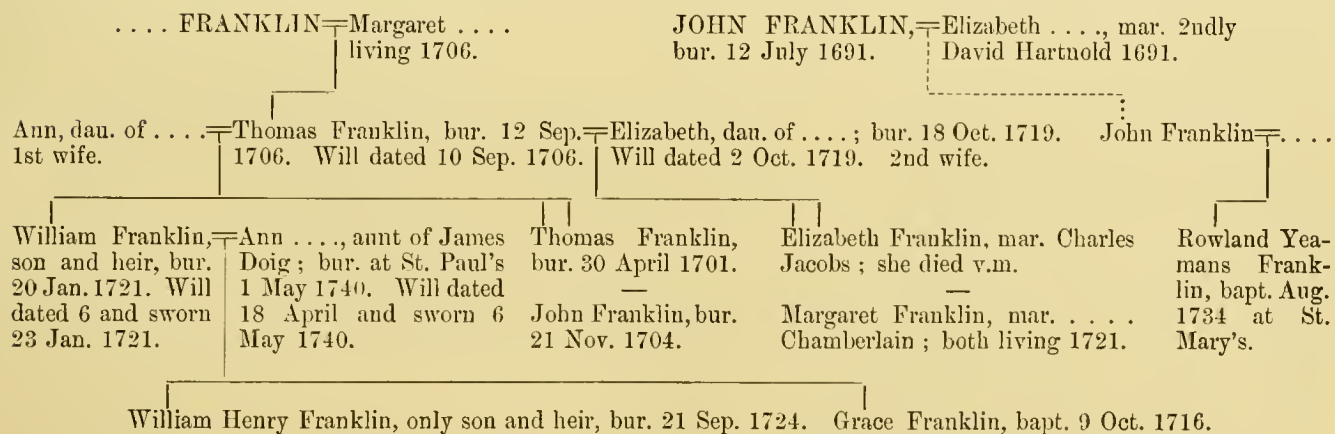 . . . . FRANKLIN=Margaret . . . .
living 1706.
JOHN FRANKLIN,=Elizabeth . . . ., mar. 2ndly
bur. 12 July 1691. David Hartnold 1691.
Ann, dau. of . . . .=Thomas Franklin, bur. 12 Sep.=Elizabeth, dau. of . . . . ; bur. 18 Oct. 1719. John Franklin=. . . .
1st wife. 1706. Will dated 10 Sep. 1706. Will dated 2 Oct. 1719. 2nd wife.
William Franklin,=Ann . . . ., aunt of James
son and heir, bur. Doig ; bur. at St. Paul's
20 Jan. 1721. Will 1 May 1740. Will dated
dated 6 and sworn 18 April and sworn 6
23 Jan. 1721. May 1740.
Thomas Franklin,
bur. 30 April 1701.
—
John Franklin, bur.
21 Nov. 1704.
Elizabeth Franklin, mar. Charles
Jacobs ; she died v.m.
—
Margaret Franklin, mar. . . . .
Chamberlain ; both living 1721.
Rowland Yea-
mans Frank-
lin, bapt. Aug.
1734 at St.
Mary's.
William Henry Franklin, only son and heir, bur. 21 Sep. 1724. Grace Franklin, bapt. 9 Oct. 1716.